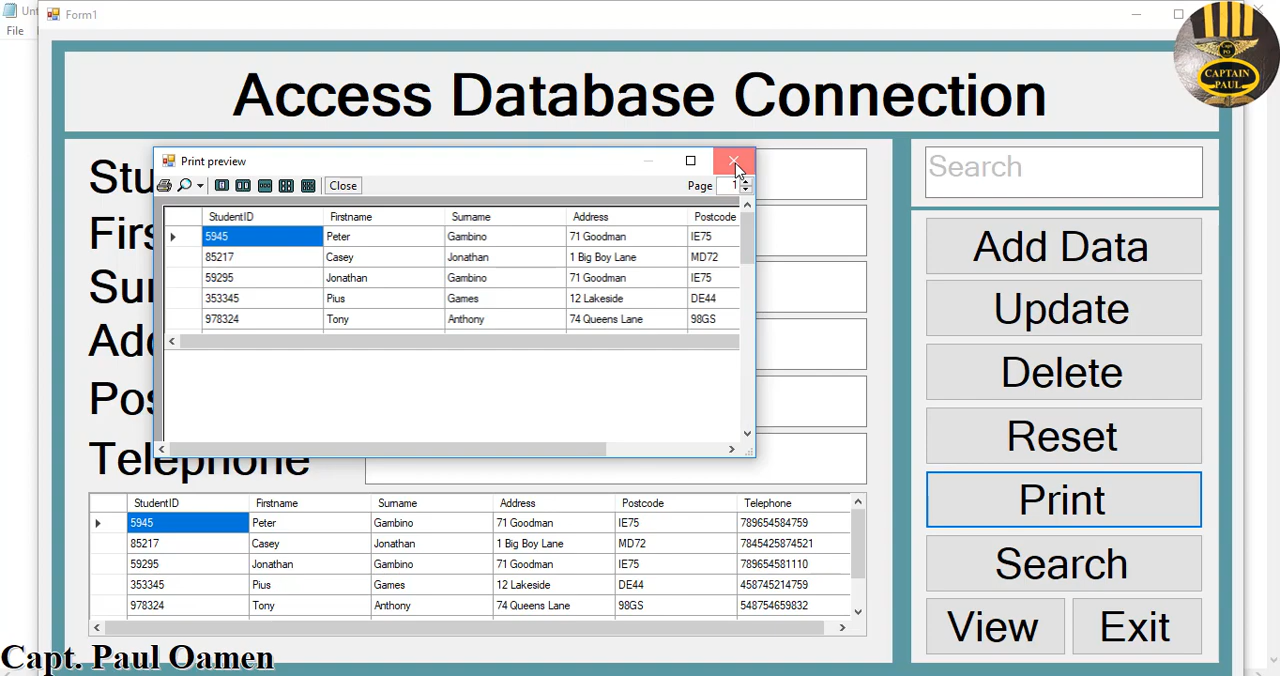 Form1
File
Access Database Connection
CAPTAIN
PAUL
Print preview
Close
Page 1
StudentID Firstname Surname Address Postcode
5945 Peter Gambino 71 Goodman IE75
85217 Casey Jonathan 1 Big Boy Lane MD72
59295 Jonathan Gambino 71 Goodman IE75
353345 Pius Games 12 Lakeside DE44
978324 Tony Anthony 74 Queens Lane 98GS
Telephone
Search
Add Data
Update
Delete
Reset
Print
Search
View Exit
StudentID Firstname Surname Address Postcode Telephone
5945 Peter Gambino 71 Goodman IE75 789654584759
85217 Casey Jonathan 1 Big Boy Lane MD72 7845425874521
59295 Jonathan Gambino 71 Goodman IE75 789654581110
353345 Pius Games 12 Lakeside DE44 458745214759
978324 Tony Anthony 74 Queens Lane 98GS 548754659832
Capt. Paul Oamen